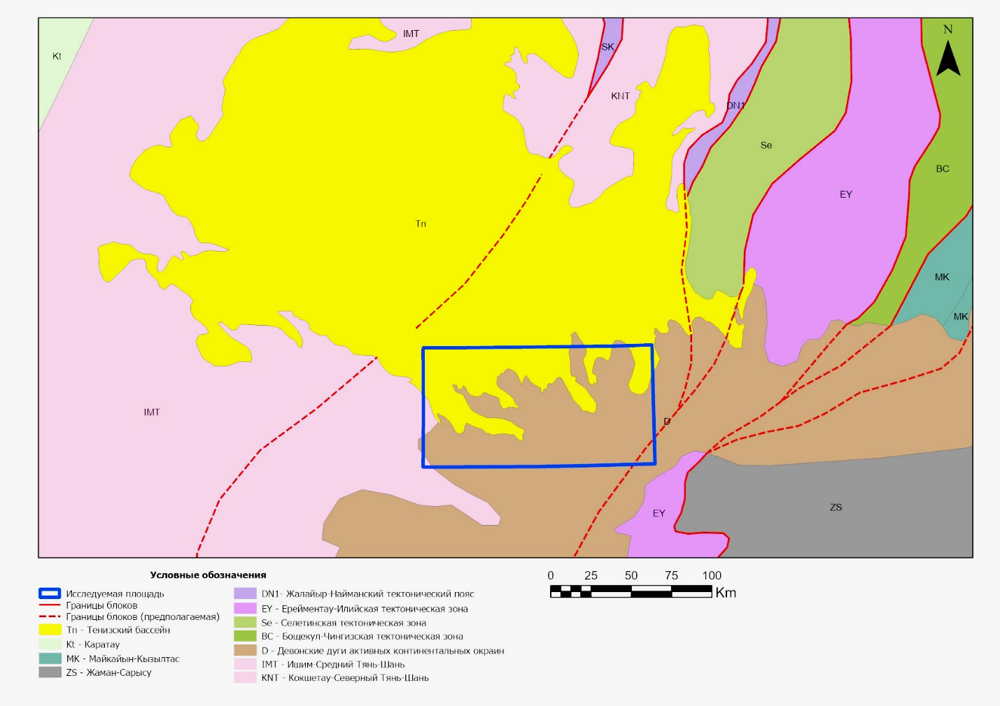 IMT
N
Kt
SK
KNT
DN1
Se
BC
EY
Tn
MK
MK
IMT
D
EY
ZS
Условные обозначения
Исследуемая площадь
Границы блоков
Границы блоков (предполагаемая)
Tn - Тенизский бассейн
Kt - Каратау
MK - Майкайын-Кызылтас
ZS - Жаман-Сарысу
DN1- Жалайыр-Найманский тектонический пояс
EY - Ерейментау-Илийская тектоническая зона
Se - Селетинская тектоническая зона
BC - Бощекул-Чингизская тектоническая зона
D - Девонские дуги активных континентальных окраин
IMT - Ишим-Средний Тянь-Шань
KNT - Кокшетау-Северный Тянь-Шань
0 25 50 75 100
Km